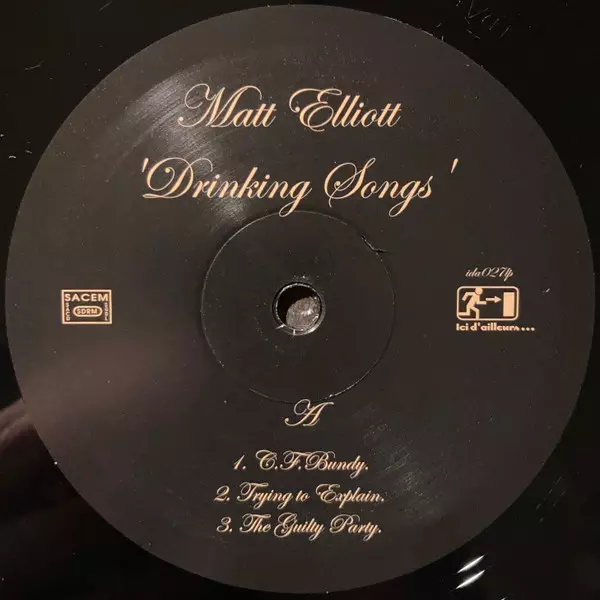 Matt Elliott
'Drinking Songs'
ida027lp
SACEM
SDRM
Ici d'ailleurs...
A
1. C.F.Bundy.
2. Trying to Explain.
3. The Guilty Party.